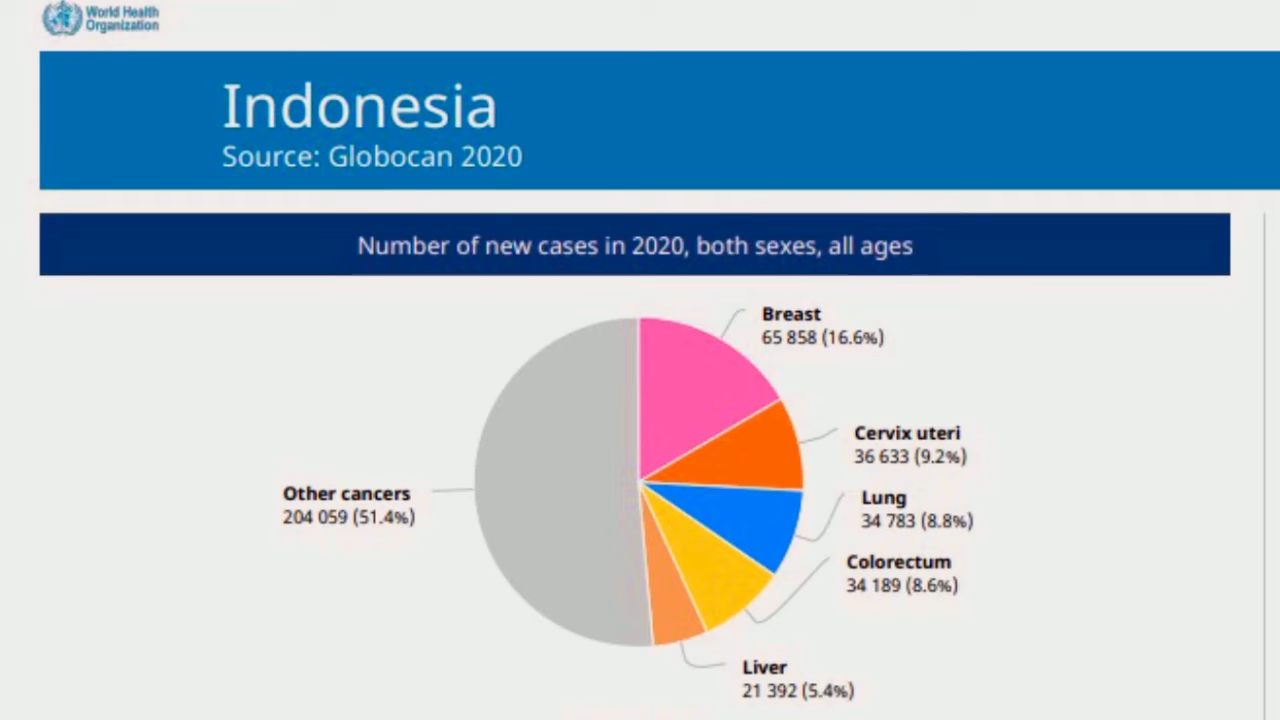 World Health
Organization
Indonesia
Source: Globocan 2020
Number of new cases in 2020, both sexes, all ages
Breast
65 858 (16.6%)
Cervix uteri
36 633 (9.2%)
Lung
34 783 (8.8%)
Other cancers
204 059 (51.4%)
Colorectum
34 189 (8.6%)
Liver
21 392 (5.4%)